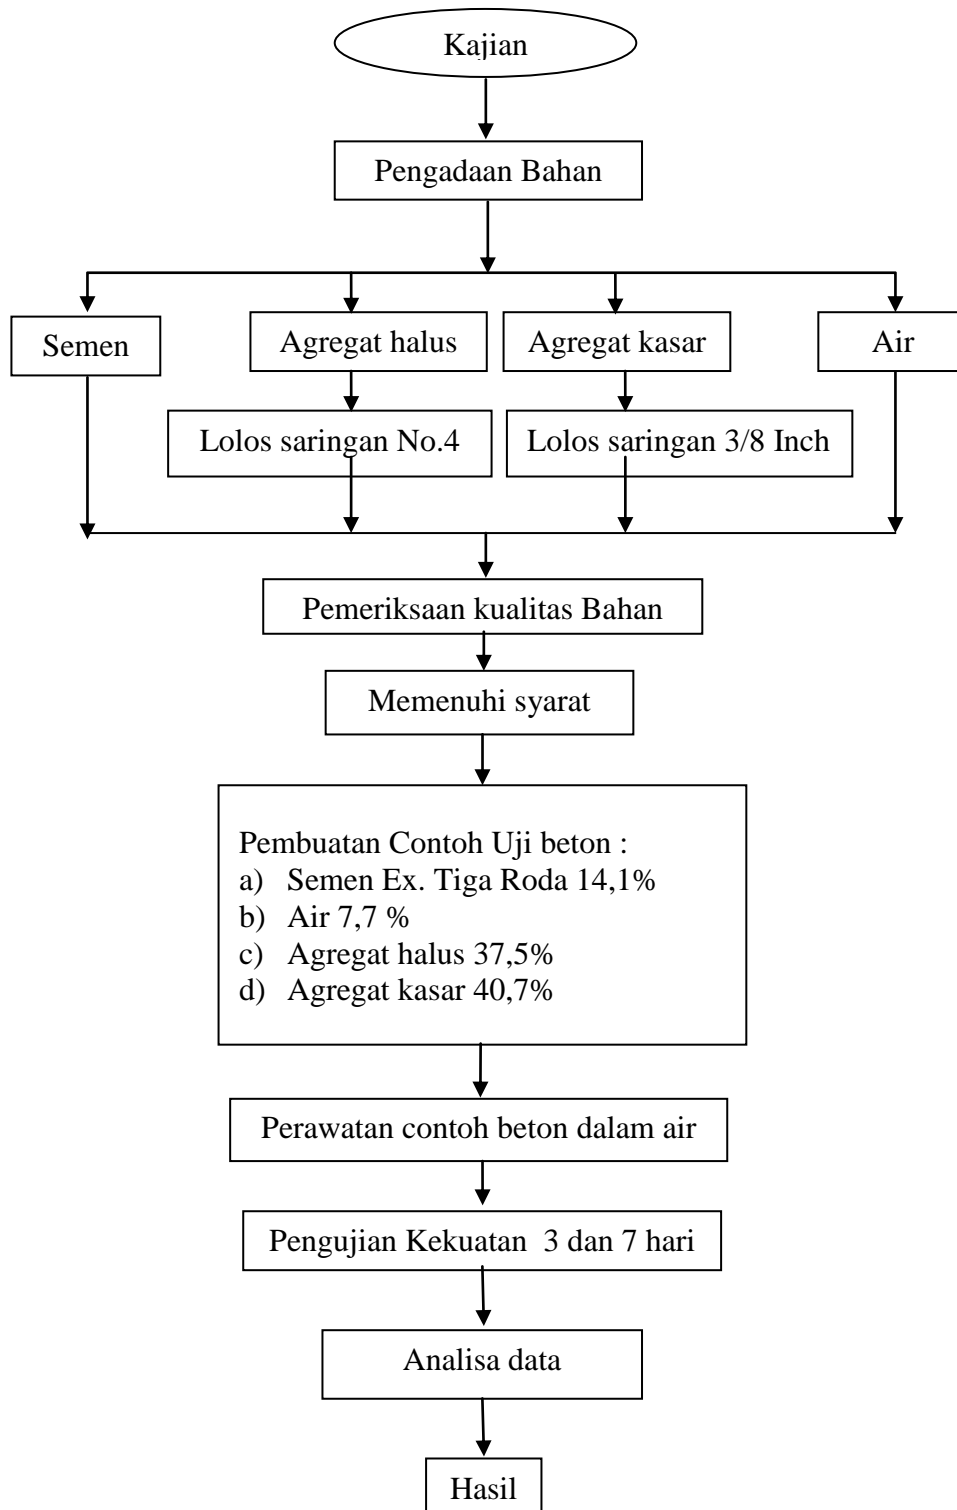 Kajian
Pengadaan Bahan
Semen
Agregat halus
Agregat kasar
Air
Lolos saringan No.4
Lolos saringan 3/8 Inch
Pemeriksaan kualitas Bahan
Memenuhi syarat
Pembuatan Contoh Uji beton :
a) Semen Ex. Tiga Roda 14,1%
b) Air 7,7 %
c) Agregat halus 37,5%
d) Agregat kasar 40,7%
Perawatan contoh beton dalam air
Pengujian Kekuatan 3 dan 7 hari
Analisa data
Hasil